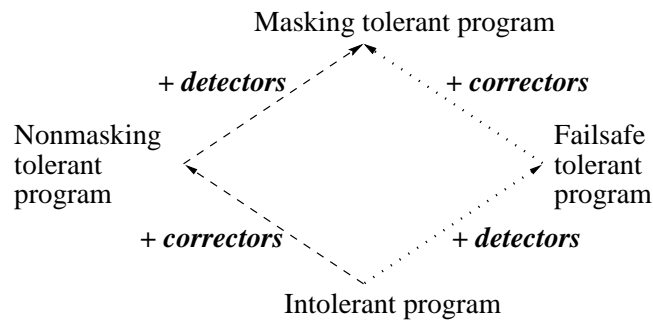 Masking tolerant program
+ detectors
+ correctors
Nonmasking
tolerant
program
Failsafe
tolerant
program
+ correctors
+ detectors
Intolerant program